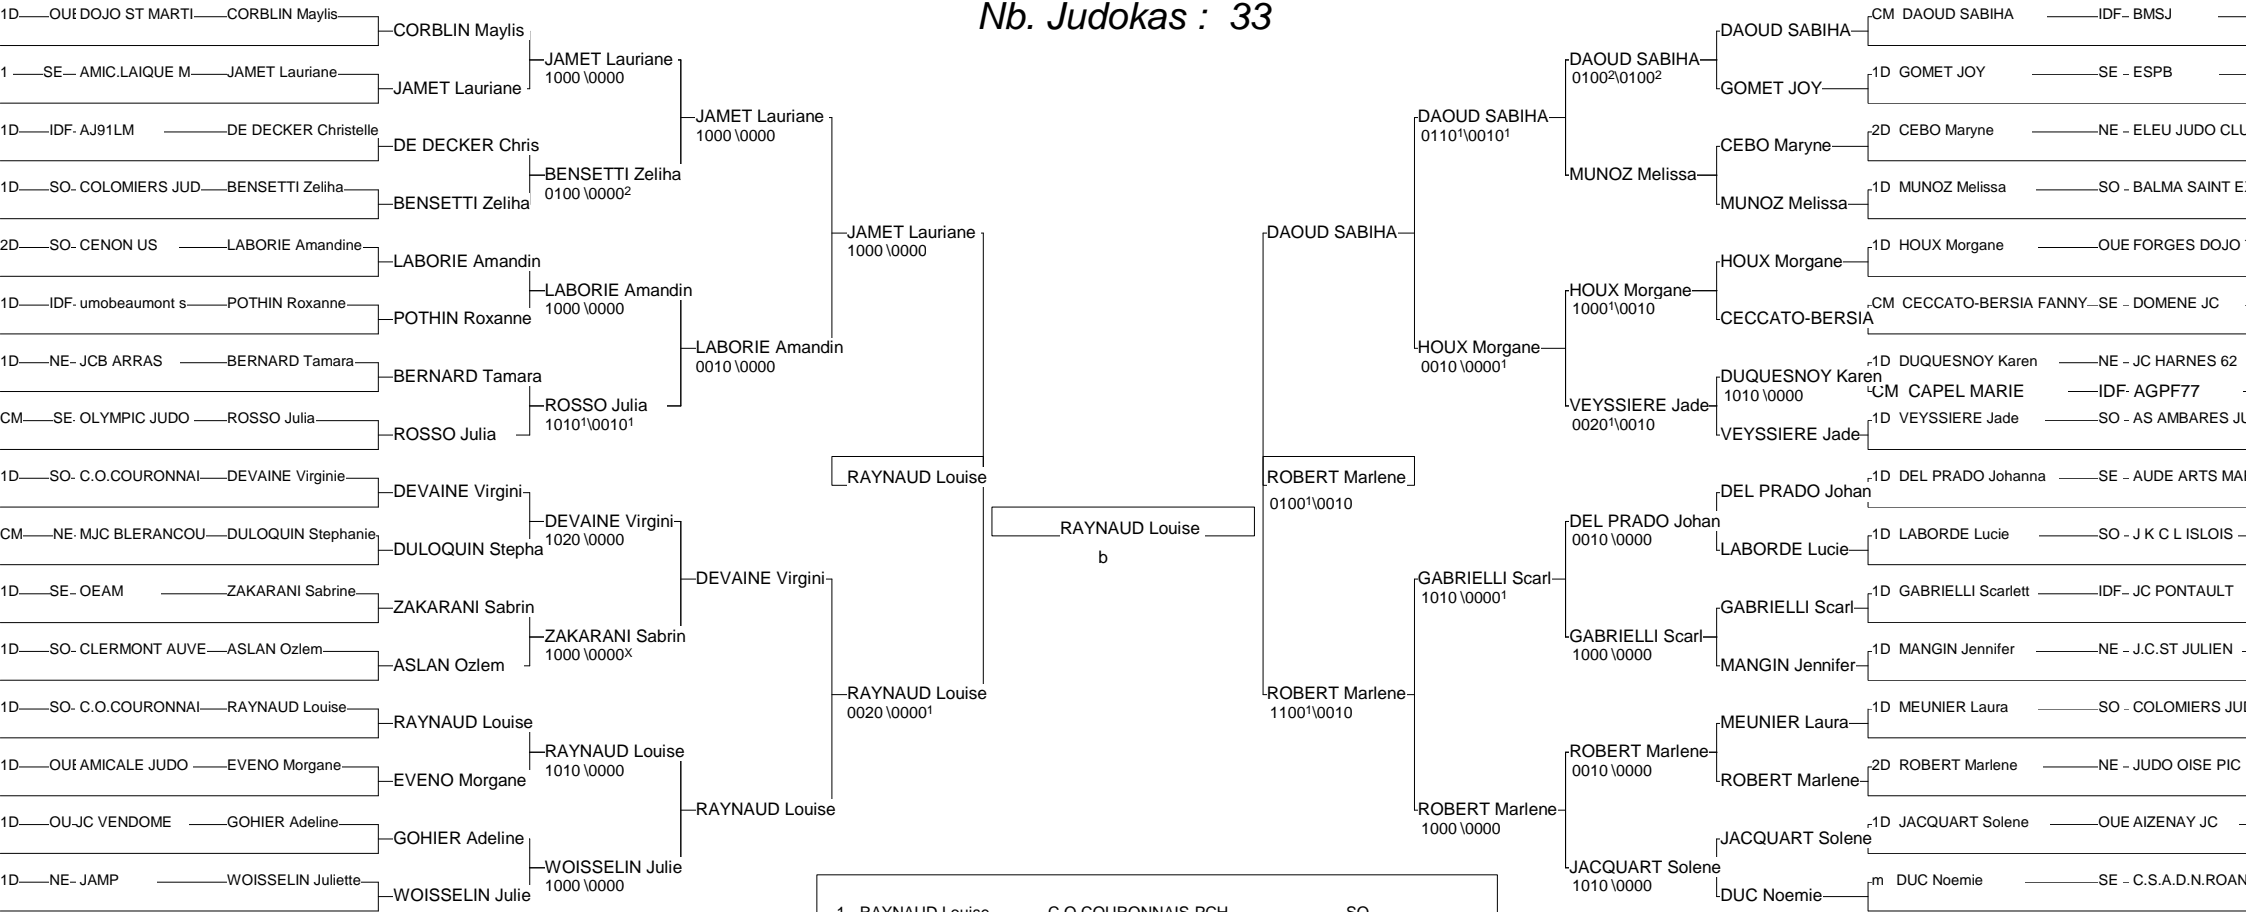 Nb. Judokas : 33
1D OUE DOJO ST MARTI CORBLIN Maylis
1 SE AMIC.LAIQUE M JAMET Lauriane
1D IDF- AJ91LM DE DECKER Christelle
1D SO- COLOMIERS JUD BENSETTI Zeliha
2D SO- CENON US LABORIE Amandine
1D IDF- umobeaumont s POTHIN Roxanne
1D NE- JCB ARRAS BERNARD Tamara
CM SE- OLYMPIC JUDO ROSSO Julia
1D SO- C.O.COURONNAI DEVAINE Virginie
CM NE- MJC BLERANCOU DULOQUIN Stephanie
1D SE- OEAM ZAKARANI Sabrine
1D SO- CLERMONT AUVE ASLAN Ozlem
1D SO- C.O.COURONNAI RAYNAUD Louise
1D OUE AMICALE JUDO EVENO Morgane
1D OU-JC VENDOME GOHIER Adeline
1D NE- JAMP WOISSELIN Juliette
CORBLIN Maylis
JAMET Lauriane
DE DECKER Chris
BENSETTI Zeliha
LABORIE Amandin
POTHIN Roxanne
BERNARD Tamara
ROSSO Julia
DEVAINE Virgini
DULOQUIN Stepha
ZAKARANI Sabrin
ASLAN Ozlem
RAYNAUD Louise
EVENO Morgane
GOHIER Adeline
WOISSELIN Julie
JAMET Lauriane
1000 \0000
BENSETTI Zeliha
0100 \0000²
LABORIE Amandin
1000 \0000
ROSSO Julia
1010¹\0010¹
DEVAINE Virgini
1020 \0000
ZAKARANI Sabrin
1000 \0000ˣ
RAYNAUD Louise
1010 \0000
WOISSELIN Julie
1000 \0000
JAMET Lauriane
1000 \0000
LABORIE Amandin
0010 \0000
DEVAINE Virgini
RAYNAUD Louise
JAMET Lauriane
1000 \0000
RAYNAUD Louise
RAYNAUD Louise
0020 \0000¹
RAYNAUD Louise
b
DAOUD SABIHA
ROBERT Marlene
0100¹\0010
ROBERT Marlene
1100¹\0010
DAOUD SABIHA
0110¹\0010¹
HOUX Morgane
0010 \0000¹
GABRIELLI Scarl
1010 \0000¹
ROBERT Marlene
1000 \0000
DAOUD SABIHA
0100²\0100²
MUNOZ Melissa
HOUX Morgane
1000¹\0010
VEYSSIERE Jade
0020¹\0010
DEL PRADO Johan
0010 \0000
GABRIELLI Scarl
1000 \0000
ROBERT Marlene
0010 \0000
JACQUART Solene
1010 \0000
DAOUD SABIHA
GOMET JOY
CEBO Maryne
MUNOZ Melissa
HOUX Morgane
CECCATO-BERSIA
DUQUESNOY Karen
1010 \0000
VEYSSIERE Jade
DEL PRADO Johan
LABORDE Lucie
GABRIELLI Scarl
MANGIN Jennifer
MEUNIER Laura
ROBERT Marlene
JACQUART Solene
DUC Noemie
CM DAOUD SABIHA IDF- BMSJ
1D GOMET JOY SE - ESPB
2D CEBO Maryne NE - ELEU JUDO CLU
1D MUNOZ Melissa SO - BALMA SAINT E
1D HOUX Morgane OUE FORGES DOJO
CM CECCATO-BERSIA FANNY SE - DOMENE JC
1D DUQUESNOY Karen NE - JC HARNES 62
CM CAPEL MARIE IDF- AGPF77
1D VEYSSIERE Jade SO - AS AMBARES JU
1D DEL PRADO Johanna SE - AUDE ARTS MA
1D LABORDE Lucie SO - J K C L ISLOIS
1D GABRIELLI Scarlett IDF- JC PONTAULT
1D MANGIN Jennifer NE - J.C.ST JULIEN
1D MEUNIER Laura SO - COLOMIERS JU
2D ROBERT Marlene NE - JUDO OISE PIC
1D JACQUART Solene OUE AIZENAY JC
m DUC Noemie SE - C.S.A.D.N.ROAN
1 RAYNAUD Louise C.O.COURONNAIS PCH SO